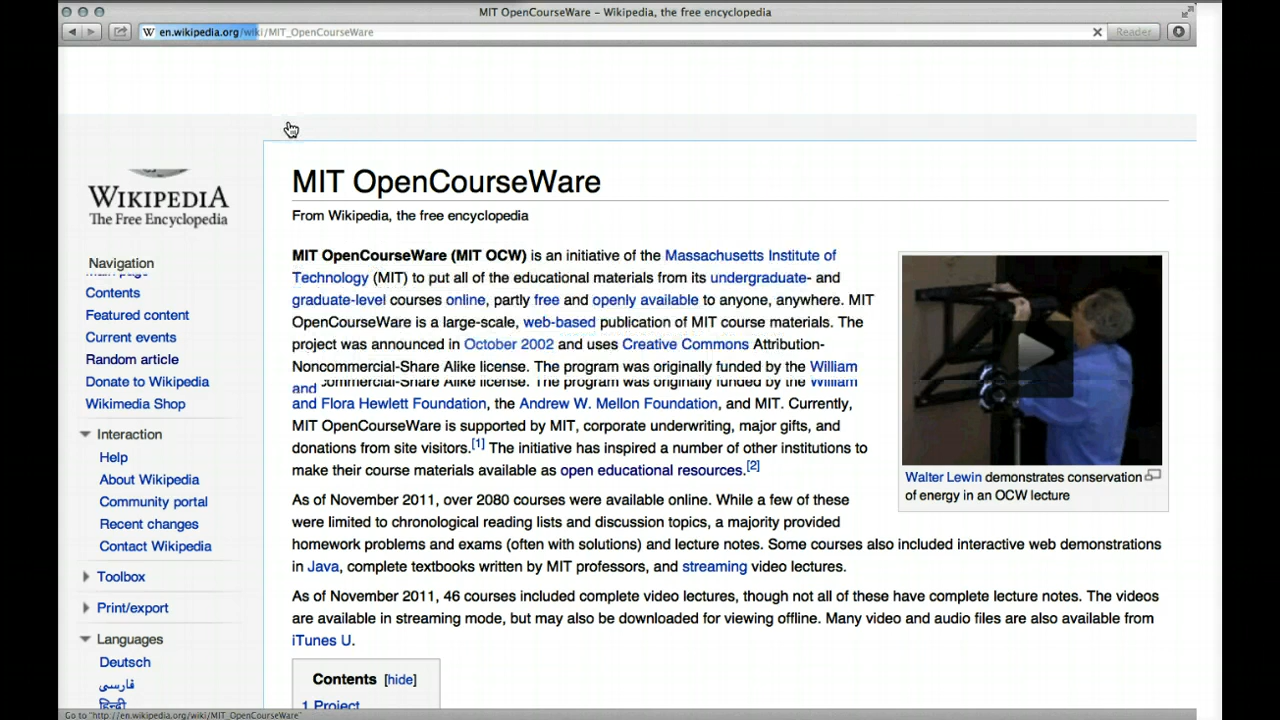 MIT OpenCourseWare – Wikipedia, the free encyclopedia
W en.wikipedia.org/wiki/MIT_OpenCourseWare
Reader
WIKIPEDIA
The Free Encyclopedia
Navigation
Main page
Contents
Featured content
Current events
Random article
Donate to Wikipedia
Wikimedia Shop
Interaction
Help
About Wikipedia
Community portal
Recent changes
Contact Wikipedia
Toolbox
Print/export
Languages
Deutsch
فارسی
हिन्दी
MIT OpenCourseWare
From Wikipedia, the free encyclopedia
MIT OpenCourseWare (MIT OCW) is an initiative of the Massachusetts Institute of
Technology (MIT) to put all of the educational materials from its undergraduate- and
graduate-level courses online, partly free and openly available to anyone, anywhere. MIT
OpenCourseWare is a large-scale, web-based publication of MIT course materials. The
project was announced in October 2002 and uses Creative Commons Attribution-
Noncommercial-Share Alike license. The program was originally funded by the William
and commercial-Share Alike license. The program was originally funded by the William
and Flora Hewlett Foundation, the Andrew W. Mellon Foundation, and MIT. Currently,
MIT OpenCourseWare is supported by MIT, corporate underwriting, major gifts, and
donations from site visitors.[1] The initiative has inspired a number of other institutions to
make their course materials available as open educational resources.[2]
Walter Lewin demonstrates conservation
of energy in an OCW lecture
As of November 2011, over 2080 courses were available online. While a few of these
were limited to chronological reading lists and discussion topics, a majority provided
homework problems and exams (often with solutions) and lecture notes. Some courses also included interactive web demonstrations
in Java, complete textbooks written by MIT professors, and streaming video lectures.
As of November 2011, 46 courses included complete video lectures, though not all of these have complete lecture notes. The videos
are available in streaming mode, but may also be downloaded for viewing offline. Many video and audio files are also available from
iTunes U.
Contents [hide]
1 Project
Go to "http://en.wikipedia.org/wiki/MIT_OpenCourseWare"